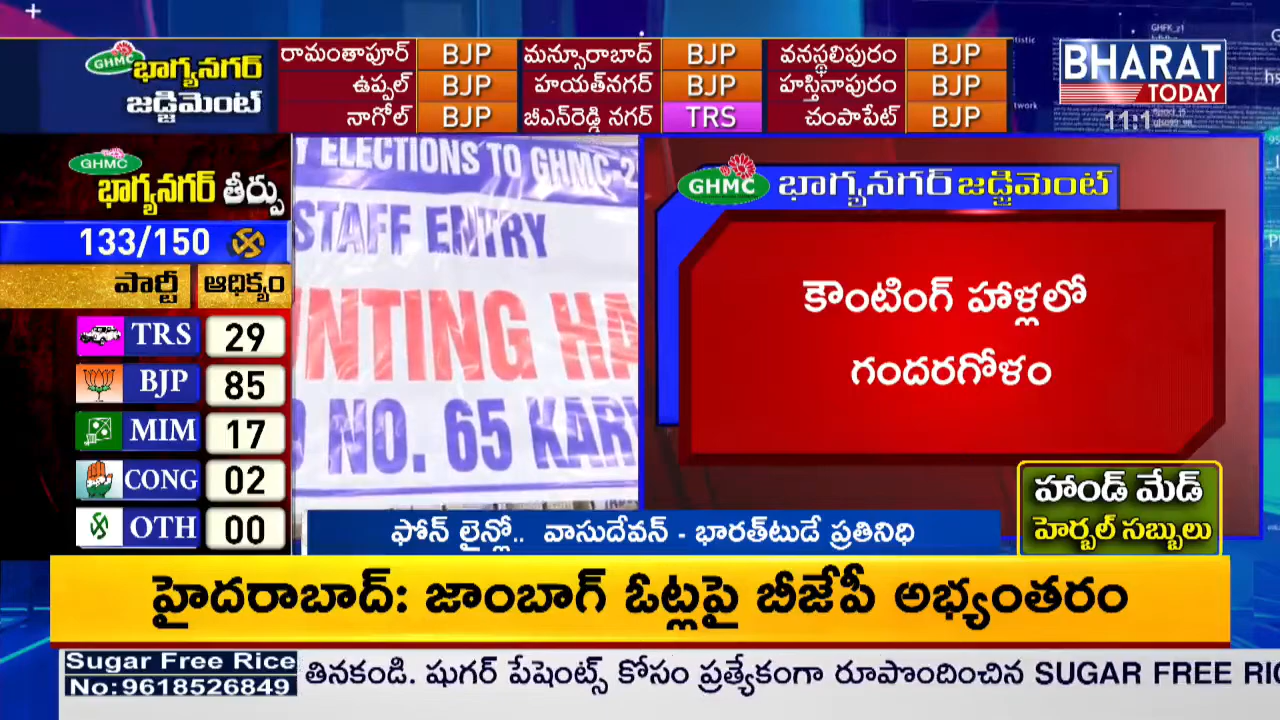 GHMC భాగ్యనగర్
జడ్జిమెంట్
రామంతాపూర్ BJP మన్సూరాబాద్ BJP వనస్థలిపురం BJP
ఉప్పల్ BJP హయత్‌నగర్ BJP హస్తినాపురం BJP
నాగోల్ BJP బీఎన్‌రెడ్డి నగర్ TRS చంపాపేట్ BJP
BHARAT
TODAY
GHMC
భాగ్యనగర్ తీర్పు
133/150
పార్టీ ఆధిక్యం
TRS 29
BJP 85
MIM 17
CONG 02
OTH 00
Y ELECTIONS TO GHMC-2
STAFF ENTRY
NTING HA
NO. 65 KAR
GHMC భాగ్యనగర్ జడ్జిమెంట్
కౌంటింగ్ హాళ్లలో
గందరగోళం
హాండ్ మేడ్
హెర్బల్ సబ్బులు
ఫోన్ లైన్లో.. వాసుదేవన్ - భారత్‌టుడే ప్రతినిధి
హైదరాబాద్: జాంబాగ్ ఓట్లపై బీజేపీ అభ్యంతరం
Sugar Free Rice
No:9618526849
తినకండి. షుగర్ పేషెంట్స్ కోసం ప్రత్యేకంగా రూపొందించిన SUGAR FREE RIC